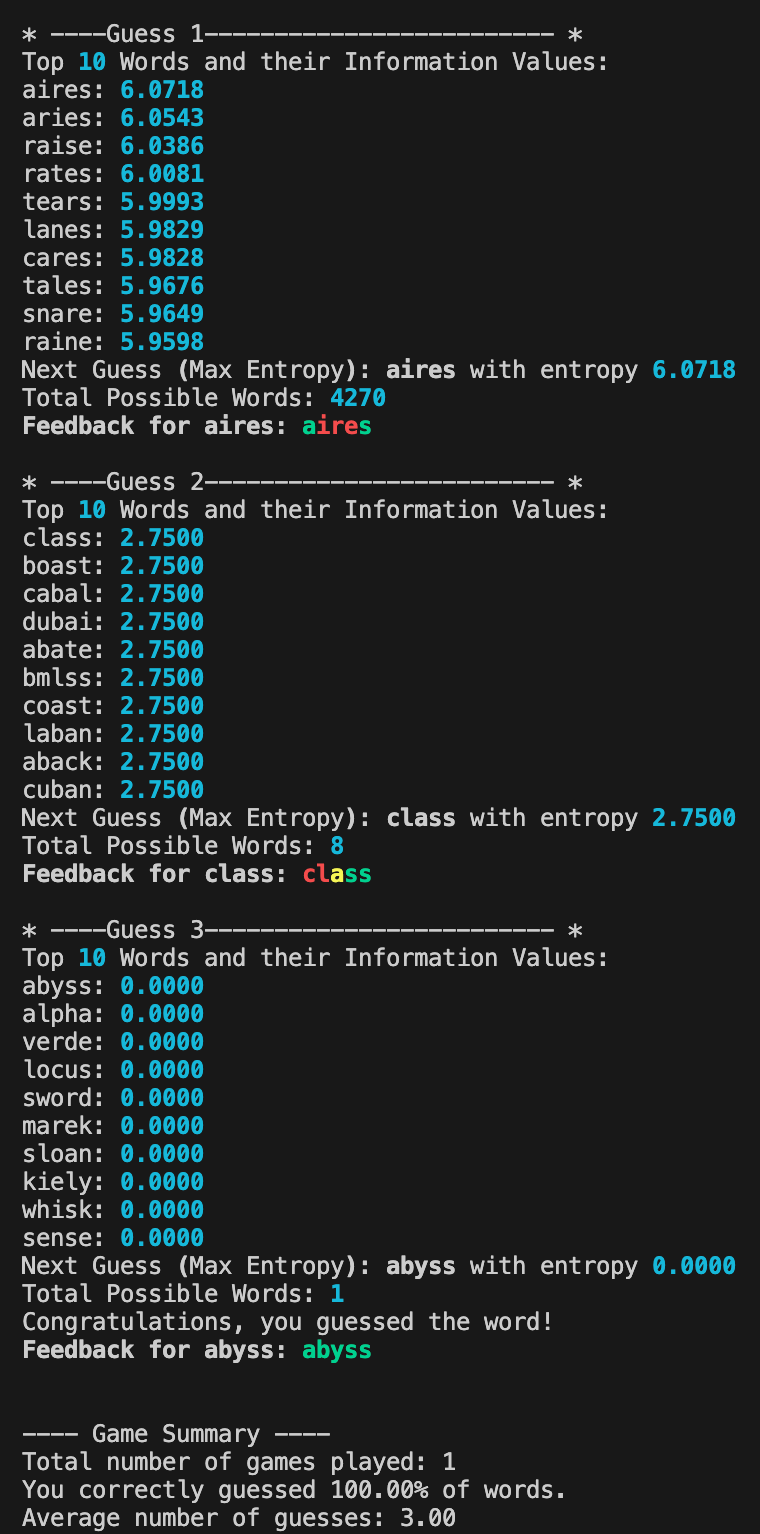 * ----Guess 1------------------------- *
Top 10 Words and their Information Values:
aires: 6.0718
aries: 6.0543
raise: 6.0386
rates: 6.0081
tears: 5.9993
lanes: 5.9829
cares: 5.9828
tales: 5.9676
snare: 5.9649
raine: 5.9598
Next Guess (Max Entropy): aires with entropy 6.0718
Total Possible Words: 4270
Feedback for aires: aires
* ----Guess 2------------------------- *
Top 10 Words and their Information Values:
class: 2.7500
boast: 2.7500
cabal: 2.7500
dubai: 2.7500
abate: 2.7500
bmlss: 2.7500
coast: 2.7500
laban: 2.7500
aback: 2.7500
cuban: 2.7500
Next Guess (Max Entropy): class with entropy 2.7500
Total Possible Words: 8
Feedback for class: class
* ----Guess 3------------------------- *
Top 10 Words and their Information Values:
abyss: 0.0000
alpha: 0.0000
verde: 0.0000
locus: 0.0000
sword: 0.0000
marek: 0.0000
sloan: 0.0000
kiely: 0.0000
whisk: 0.0000
sense: 0.0000
Next Guess (Max Entropy): abyss with entropy 0.0000
Total Possible Words: 1
Congratulations, you guessed the word!
Feedback for abyss: abyss
---- Game Summary ----
Total number of games played: 1
You correctly guessed 100.00% of words.
Average number of guesses: 3.00